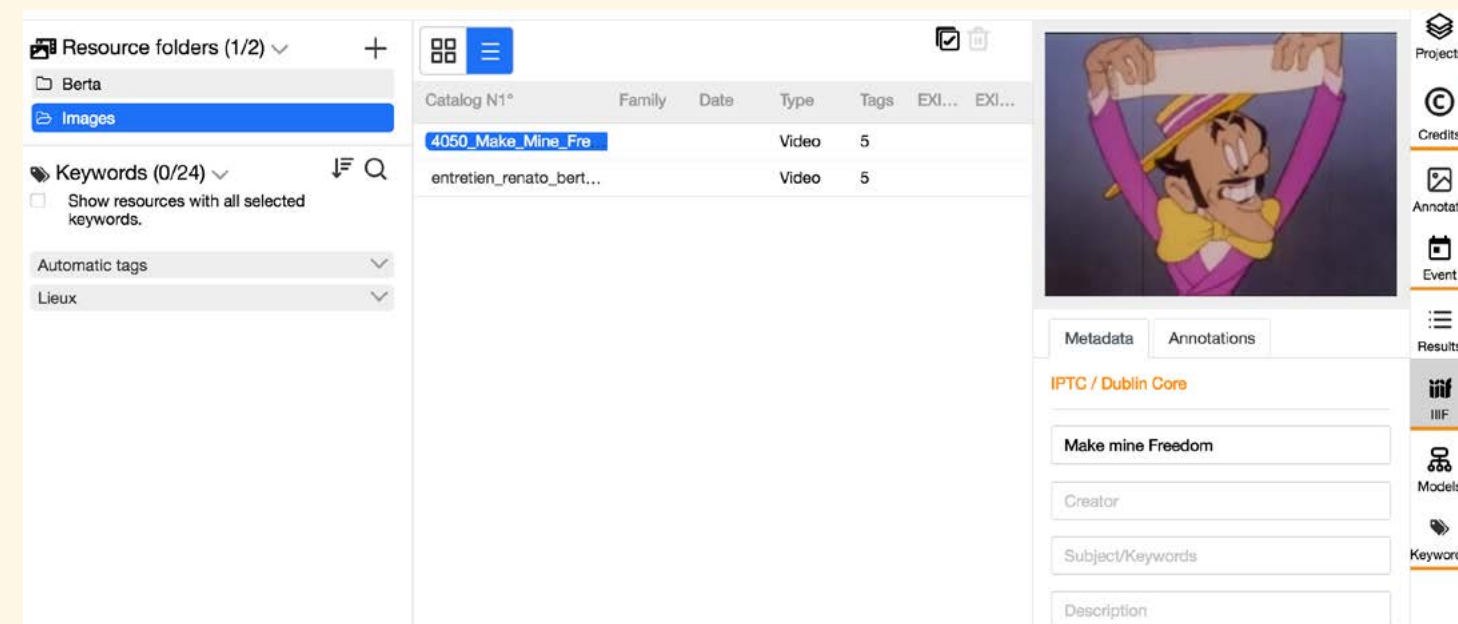 Resource folders (1/2)
Berta
Images
Keywords (0/24)
Show resources with all selected
keywords.
Automatic tags
Lieux
Catalog N1° Family Date Type Tags EXI... EXI...
4050_Make_Mine_Fre Video 5
entretien_renato_bert... Video 5
Metadata Annotations
IPTC / Dublin Core
Make mine Freedom
Creator
Subject/Keywords
Description
Projects
Credits
Annotat
Event
Results
iiif
IIIF
Models
Keyword